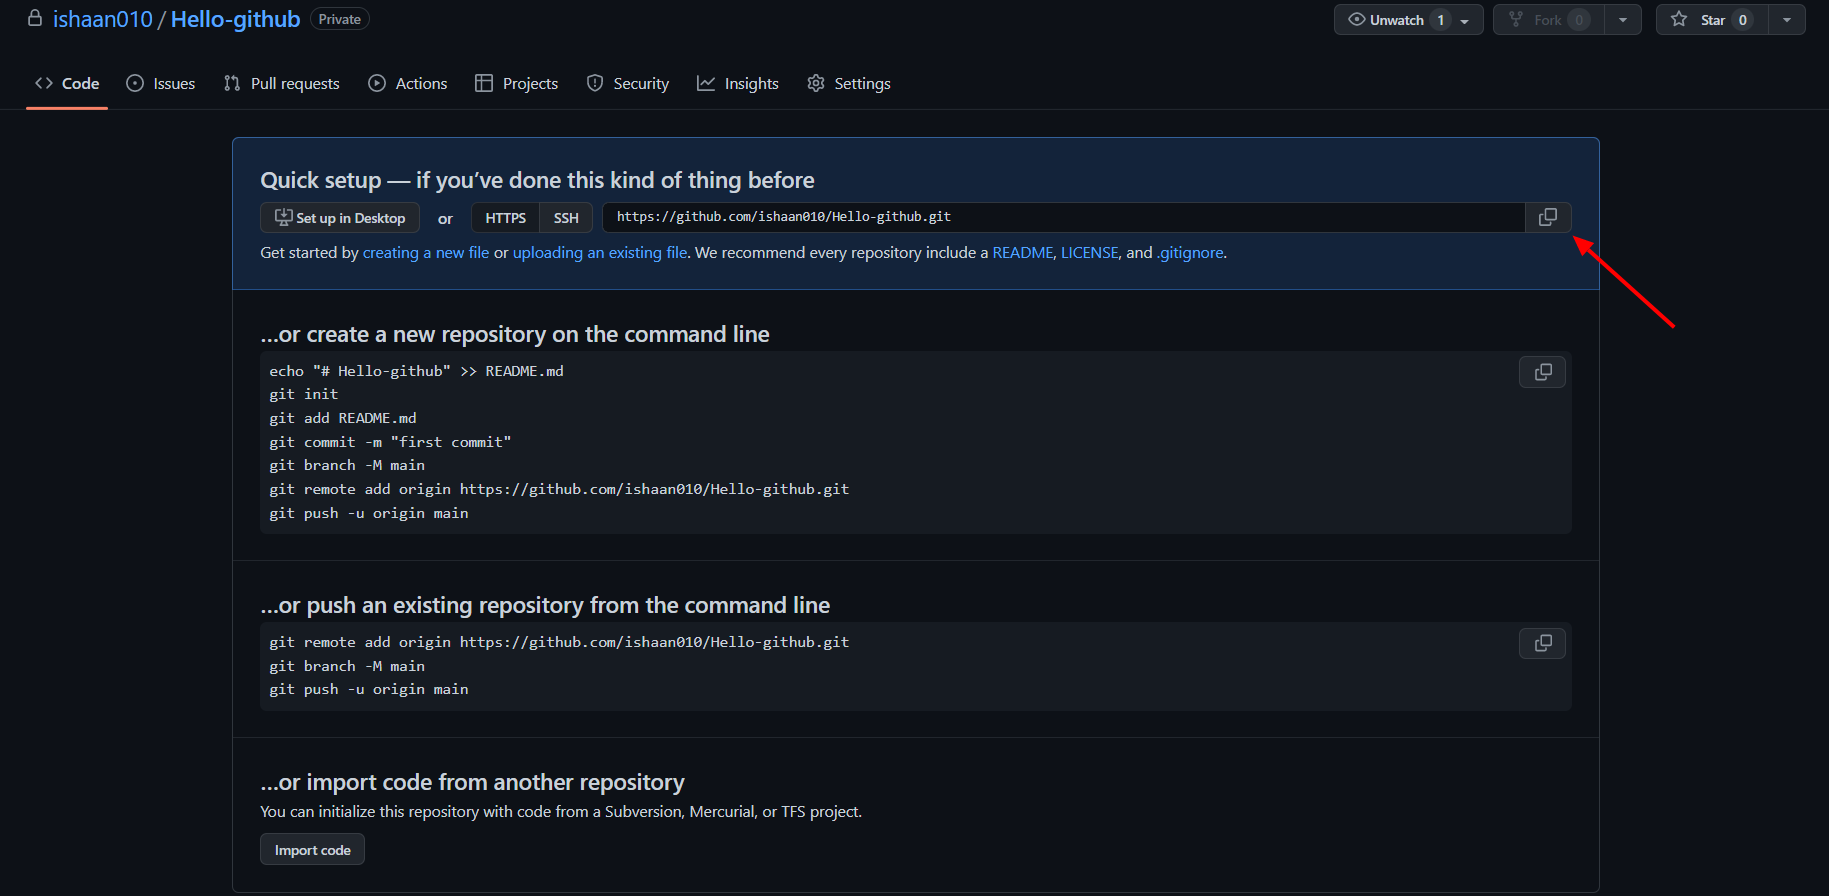 ishaan010 / Hello-github Private
Unwatch 1 Fork 0 Star 0
Code Issues Pull requests Actions Projects Security Insights Settings
Quick setup — if you’ve done this kind of thing before
Set up in Desktop or HTTPS SSH https://github.com/ishaan010/Hello-github.git
Get started by creating a new file or uploading an existing file. We recommend every repository include a README, LICENSE, and .gitignore.
…or create a new repository on the command line
echo "# Hello-github" >> README.md
git init
git add README.md
git commit -m "first commit"
git branch -M main
git remote add origin https://github.com/ishaan010/Hello-github.git
git push -u origin main
…or push an existing repository from the command line
git remote add origin https://github.com/ishaan010/Hello-github.git
git branch -M main
git push -u origin main
…or import code from another repository
You can initialize this repository with code from a Subversion, Mercurial, or TFS project.
Import code